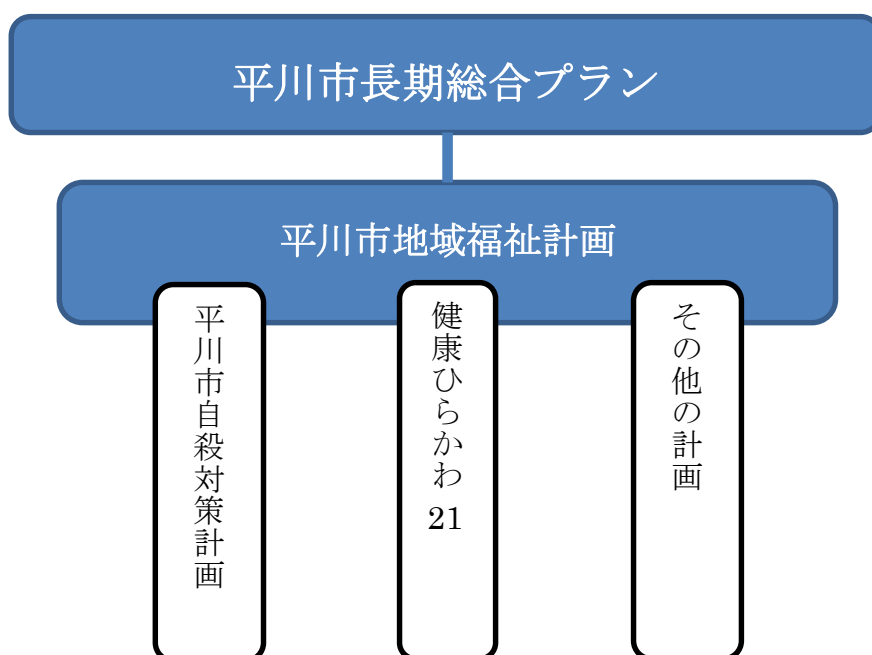 平川市長期総合プラン
平川市地域福祉計画
平川市自殺対策計画
健康ひらかわ21
その他の計画